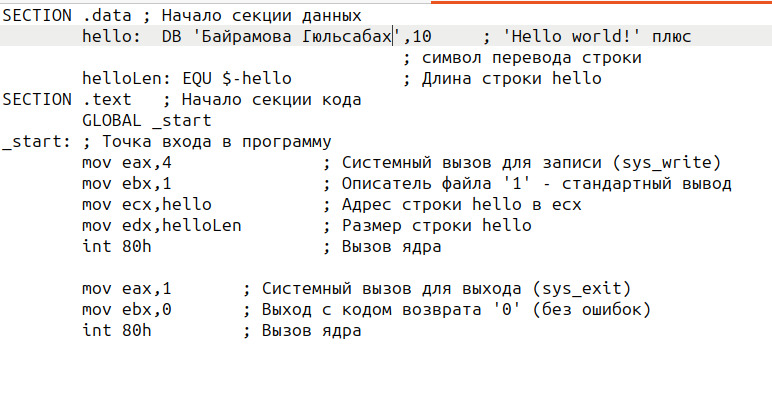 SECTION .data ; Начало секции данных
hello: DB 'Байрамова Гюльсабах',10 ; 'Hello world!' плюс
; символ перевода строки
helloLen: EQU $-hello ; Длина строки hello
SECTION .text ; Начало секции кода
GLOBAL _start
_start: ; Точка входа в программу
mov eax,4 ; Системный вызов для записи (sys_write)
mov ebx,1 ; Описатель файла '1' - стандартный вывод
mov ecx,hello ; Адрес строки hello в ecx
mov edx,helloLen ; Размер строки hello
int 80h ; Вызов ядра
mov eax,1 ; Системный вызов для выхода (sys_exit)
mov ebx,0 ; Выход с кодом возврата '0' (без ошибок)
int 80h ; Вызов ядра